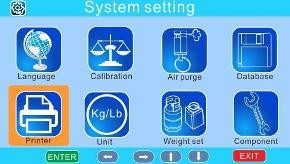 System setting
Language
Calibration
Air purge
Database
Kg/Lb
Printer
Unit
Weight set
Component
ENTER
EXIT